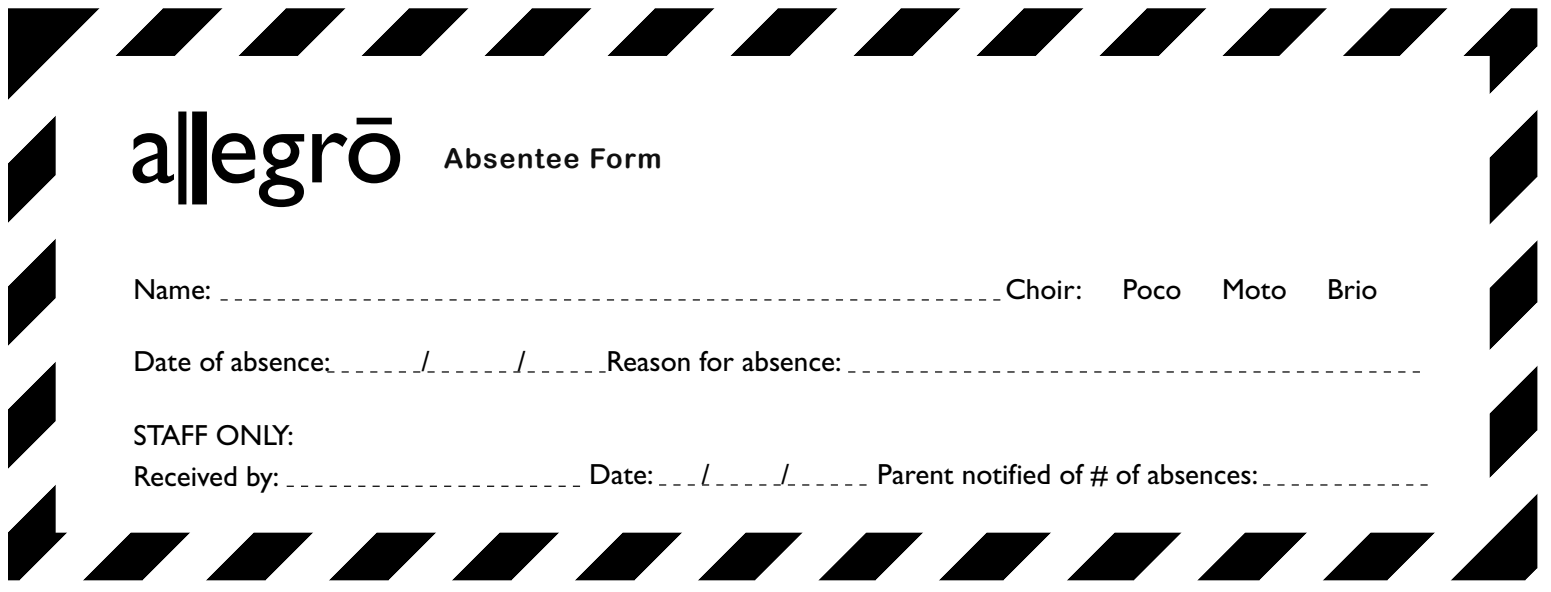 allegrō Absentee Form
Name: Choir: Poco Moto Brio
Date of absence: / / Reason for absence:
STAFF ONLY:
Received by: Date: / / Parent notified of # of absences: